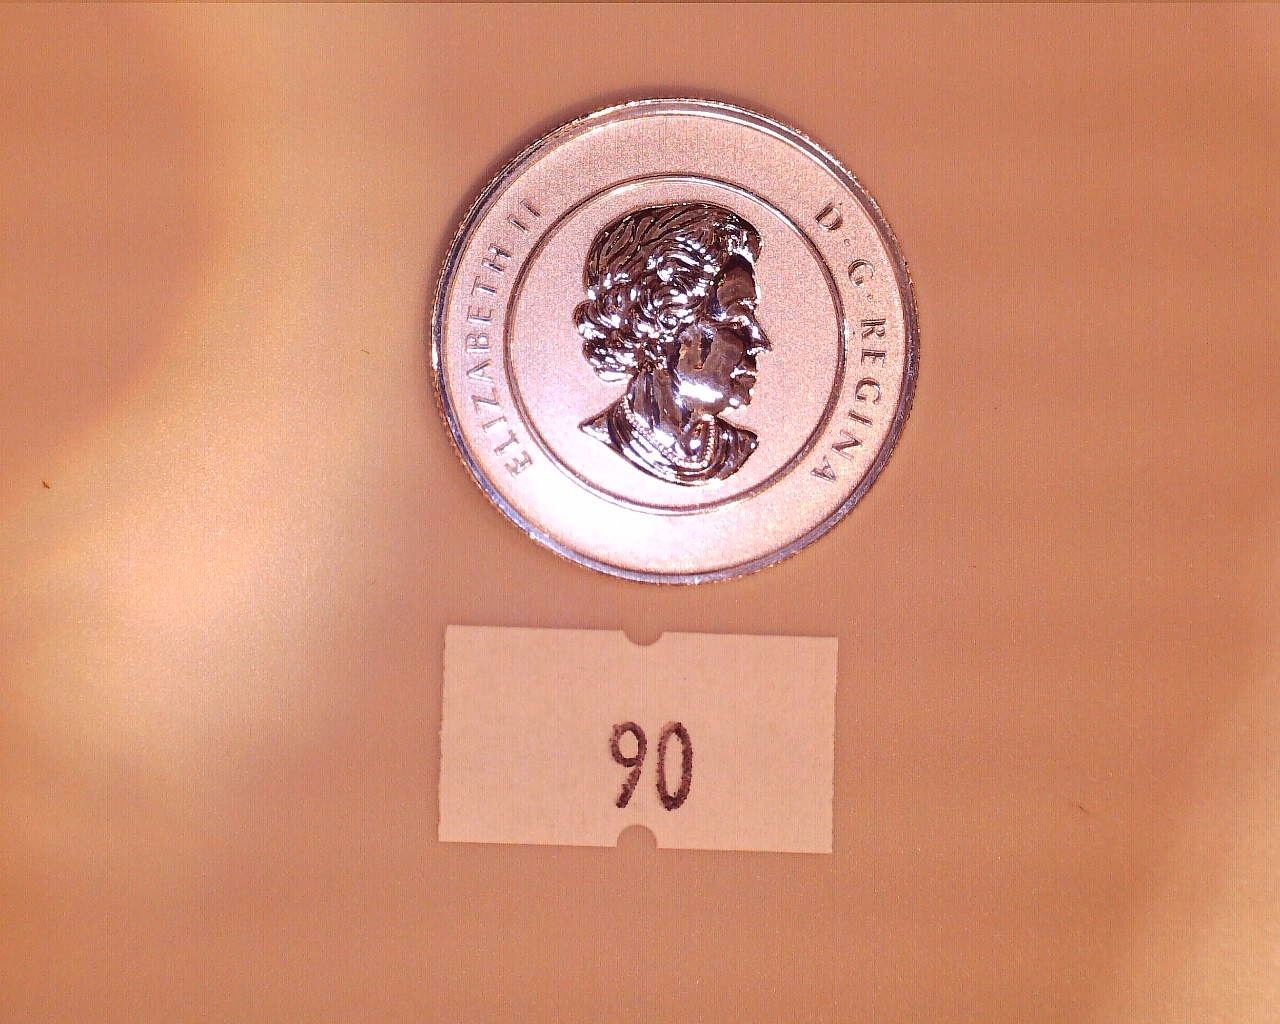 ELIZABETH II
D·G·REGINA
90